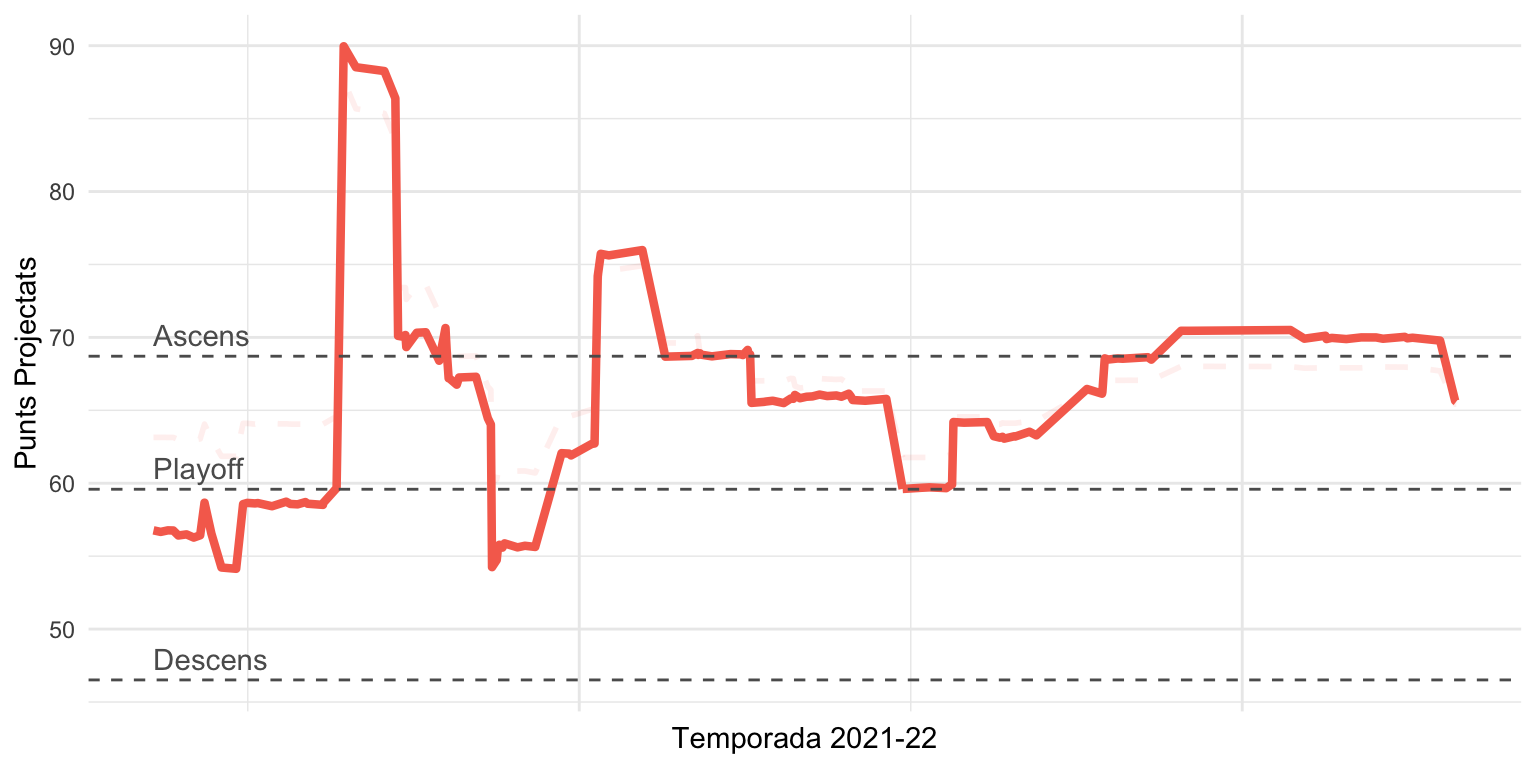 Punts Projectats
90
80
70
60
50
Ascens
Playoff
Descens
Temporada 2021-22